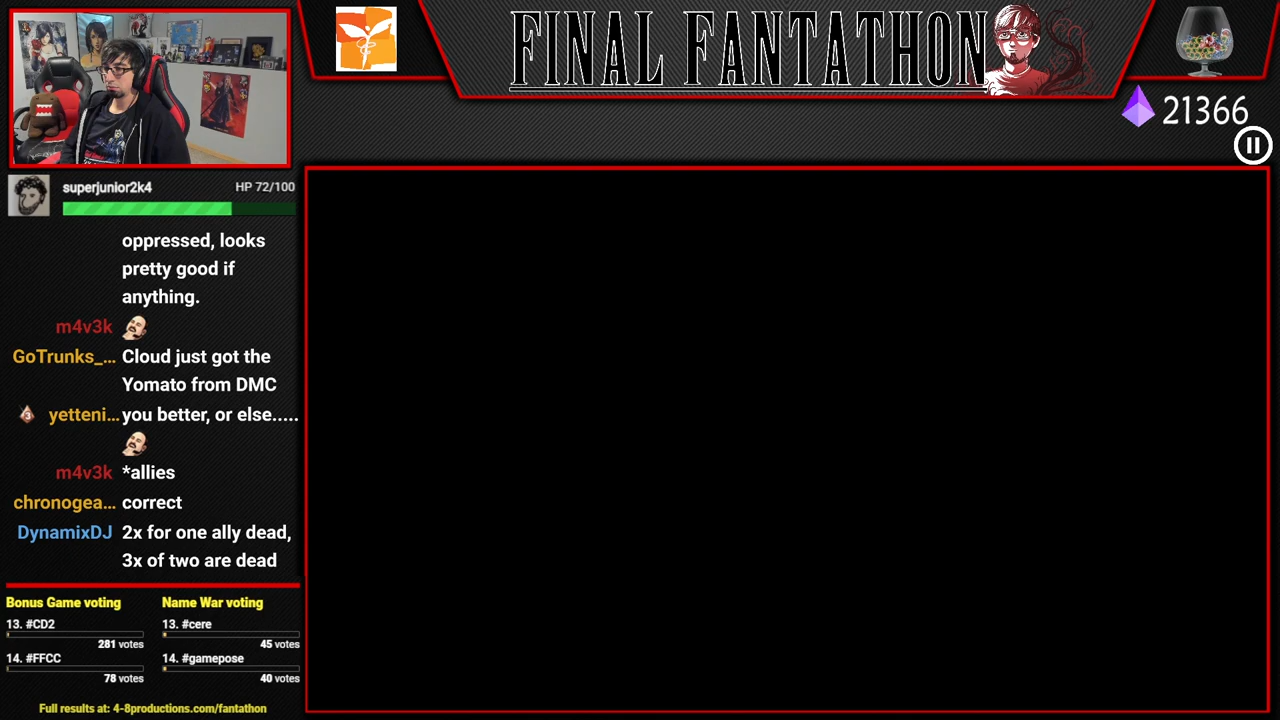 FINAL FANTATHON
21366
superjunior2k4 HP 72/100
oppressed, looks
pretty good if
anything.
m4v3k
GoTrunks_... Cloud just got the
Yomato from DMC
yetteni... you better, or else.....
m4v3k *allies
chronogea... correct
DynamixDJ 2x for one ally dead,
3x of two are dead
Bonus Game voting
13. #CD2
281 votes
14. #FFCC
78 votes
Name War voting
13. #cere
45 votes
14. #gamepose
40 votes
Full results at: 4-8productions.com/fantathon